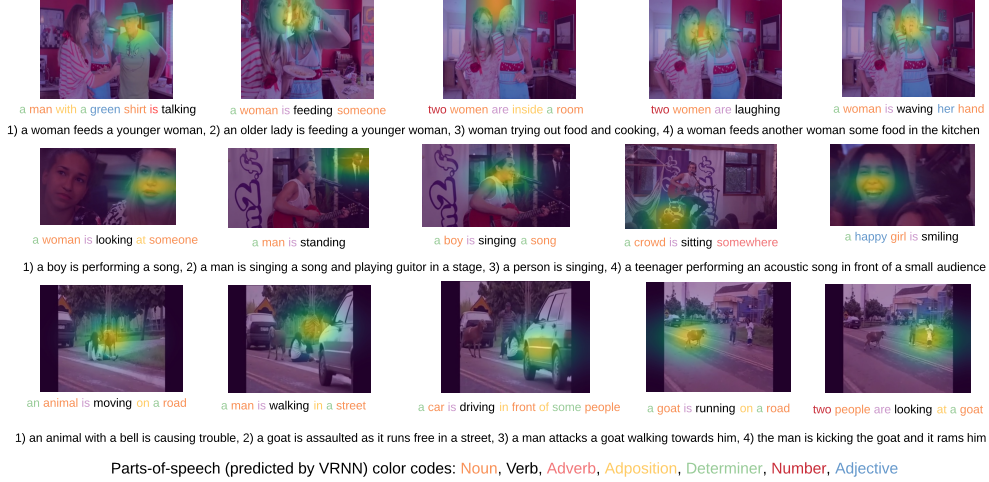 a man with a green shirt is talking
a woman is feeding someone
two women are inside a room
two women are laughing
a woman is waving her hand
1) a woman feeds a younger woman, 2) an older lady is feeding a younger woman, 3) woman trying out food and cooking, 4) a woman feeds another woman some food in the kitchen
a woman is looking at someone
a man is standing
a boy is singing a song
a crowd is sitting somewhere
a happy girl is smiling
1) a boy is performing a song, 2) a man is singing a song and playing guitor in a stage, 3) a person is singing, 4) a teenager performing an acoustic song in front of a small audience
an animal is moving on a road
a man is walking in a street
a car is driving in front of some people
a goat is running on a road
two people are looking at a goat
1) an animal with a bell is causing trouble, 2) a goat is assaulted as it runs free in a street, 3) a man attacks a goat walking towards him, 4) the man is kicking the goat and it rams him
Parts-of-speech (predicted by VRNN) color codes: Noun, Verb, Adverb, Adposition, Determiner, Number, Adjective